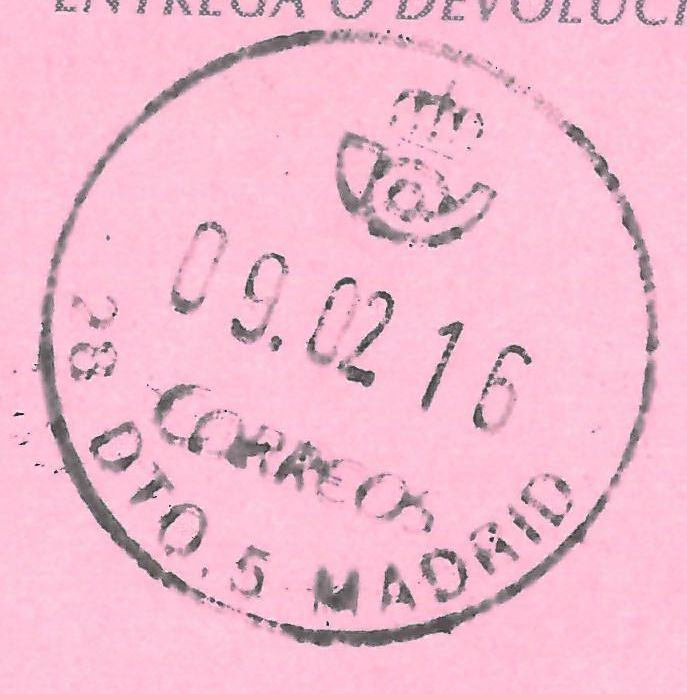 ENTREGA O DEVOLUCI
09.02 16
CORREOS
28 DTO.5 MADRID